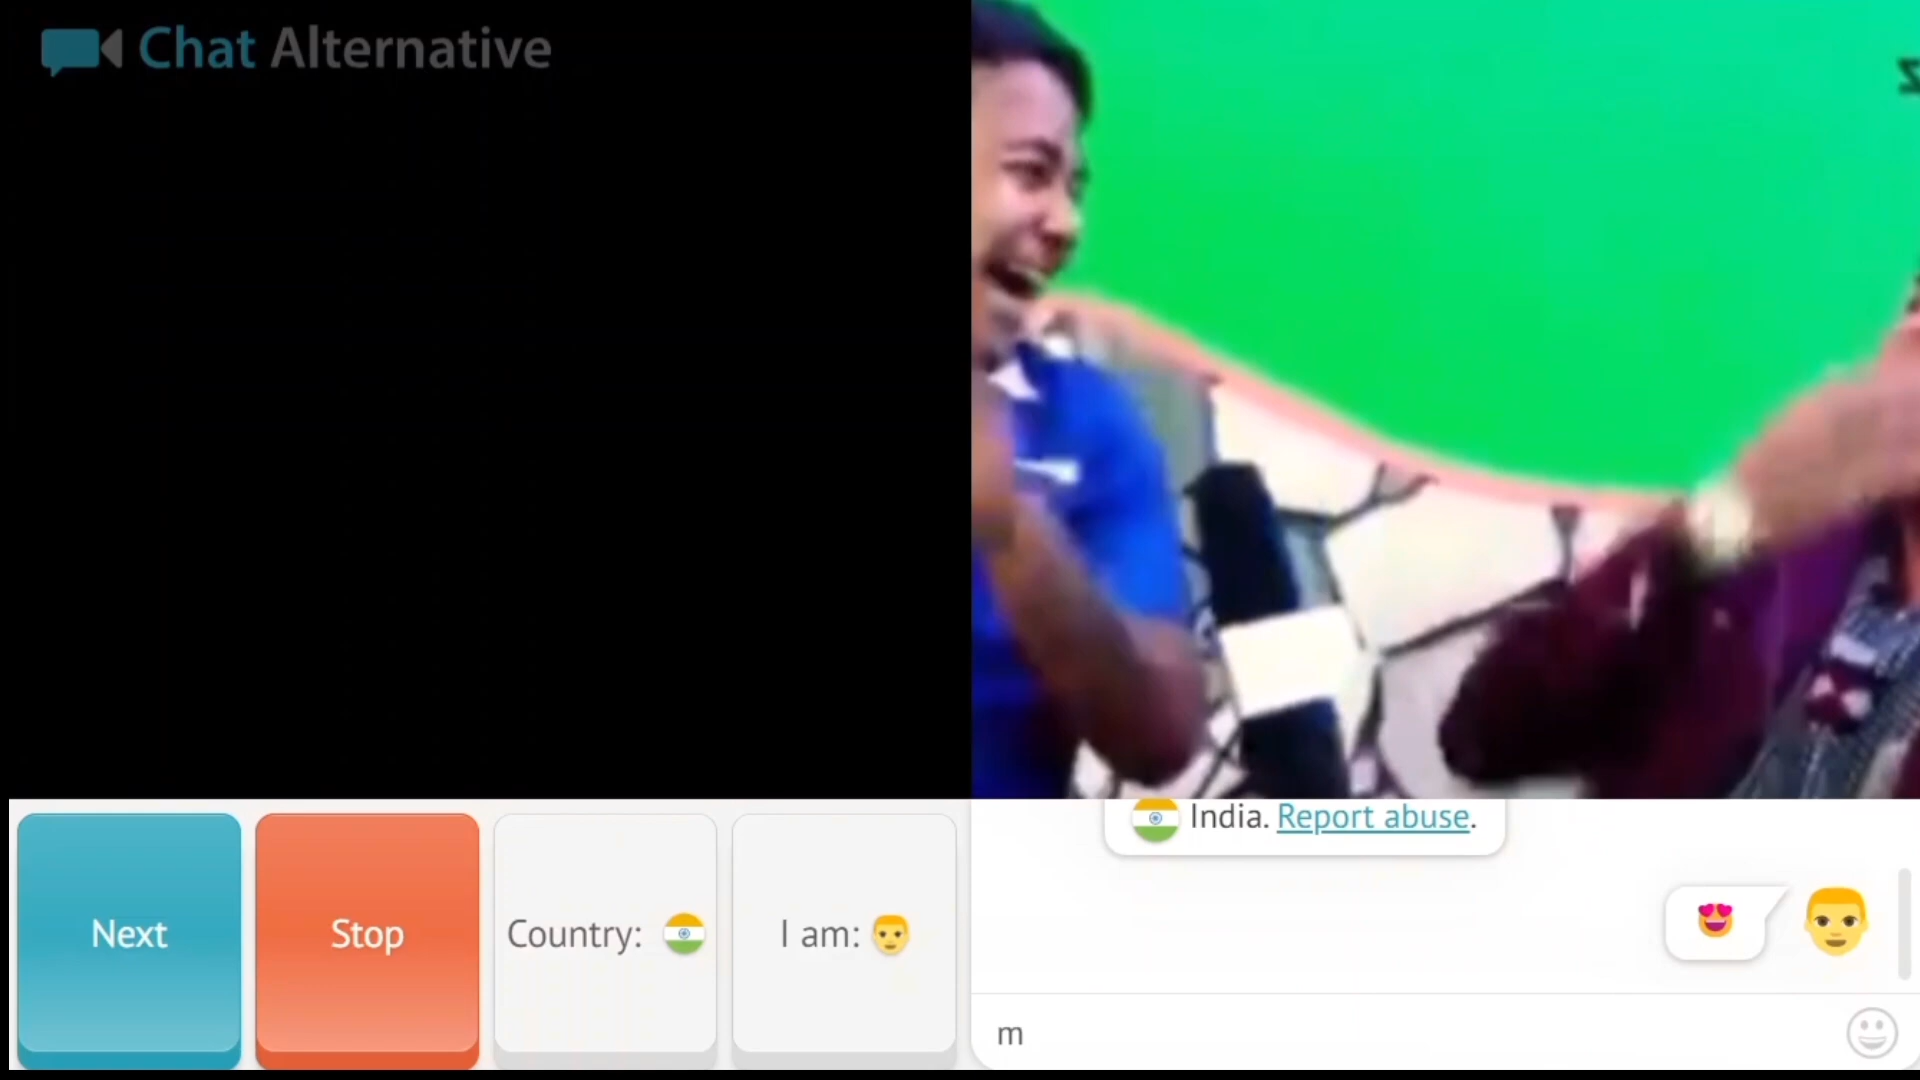 Chat Alternative
India. Report abuse.
Next
Stop
Country:
I am:
m